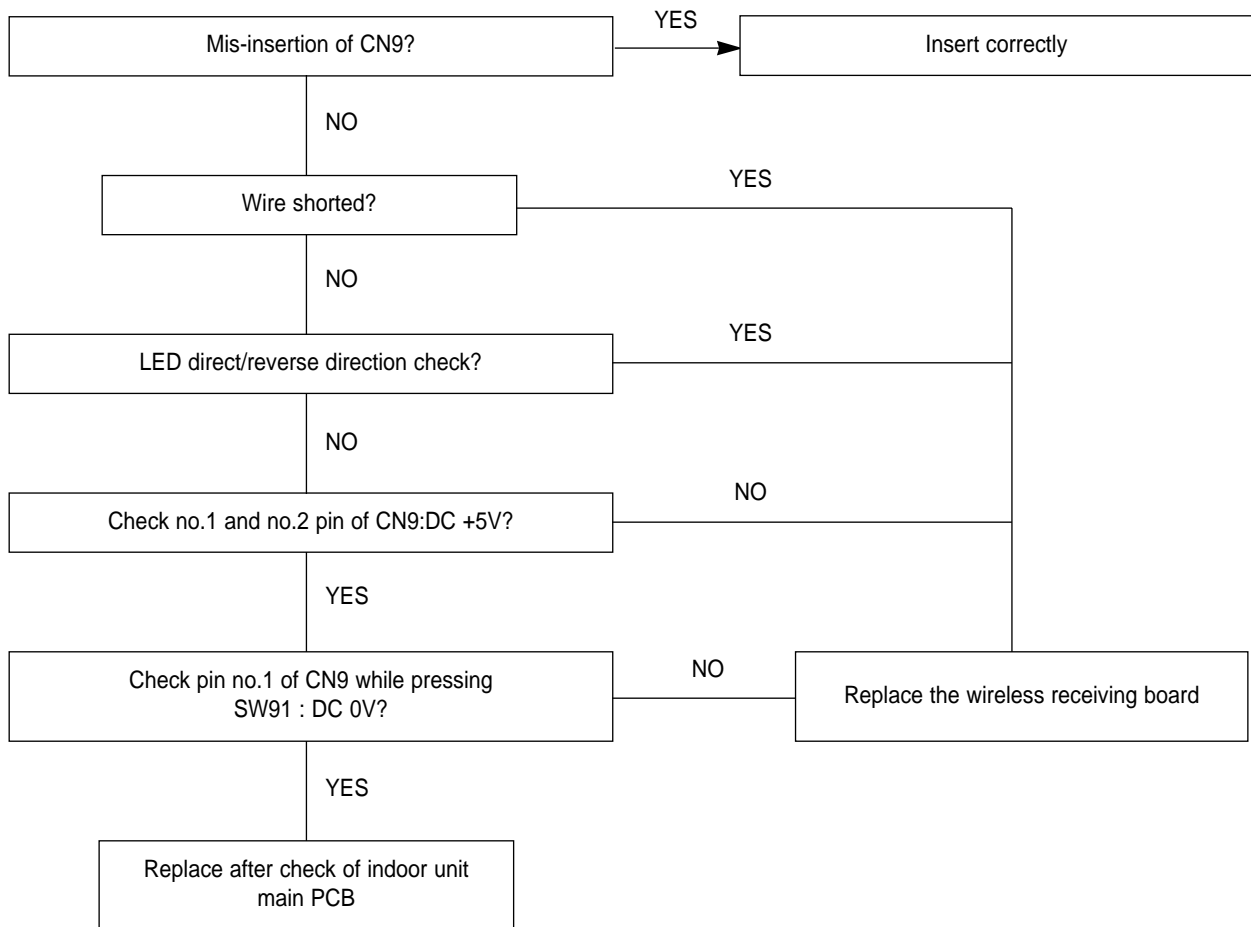 YES
Mis-insertion of CN9?
Insert correctly
NO
YES
Wire shorted?
NO
YES
LED direct/reverse direction check?
NO
NO
Check no.1 and no.2 pin of CN9:DC +5V?
YES
NO
Check pin no.1 of CN9 while pressing
SW91 : DC 0V?
Replace the wireless receiving board
YES
Replace after check of indoor unit
main PCB